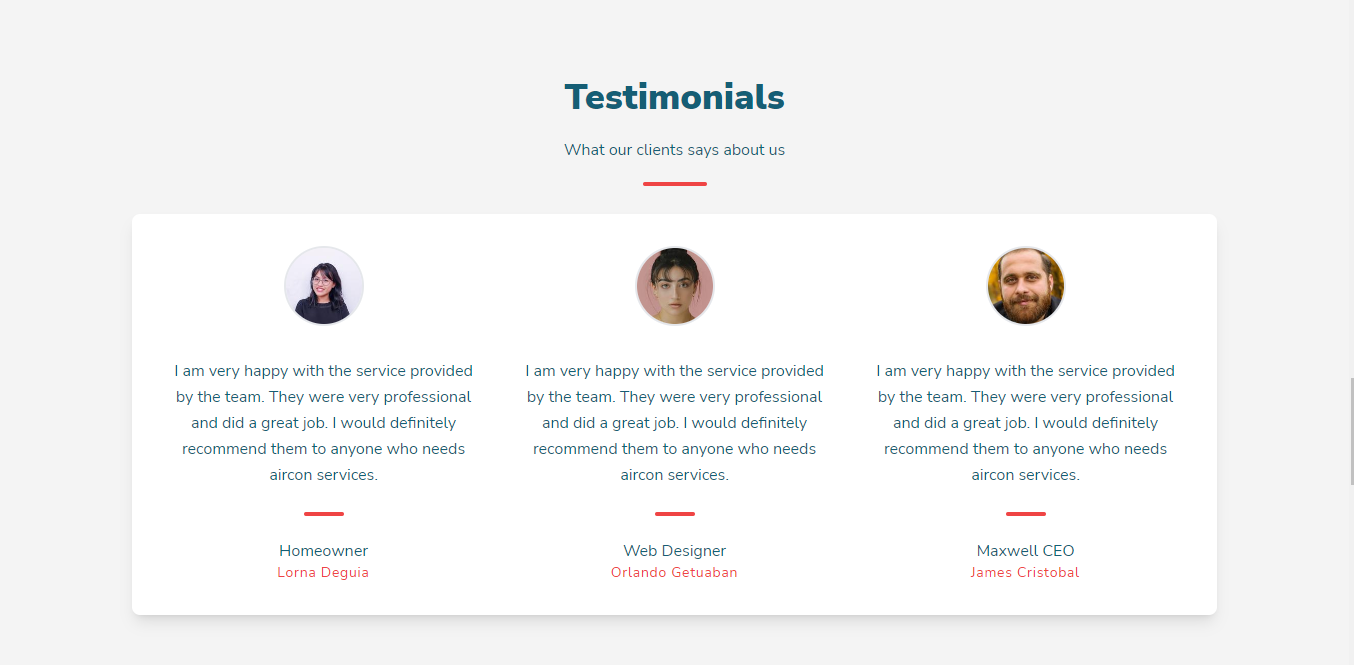 Testimonials
What our clients says about us
I am very happy with the service provided
by the team. They were very professional
and did a great job. I would definitely
recommend them to anyone who needs
aircon services.
Homeowner
Lorna Deguia
I am very happy with the service provided
by the team. They were very professional
and did a great job. I would definitely
recommend them to anyone who needs
aircon services.
Web Designer
Orlando Getuaban
I am very happy with the service provided
by the team. They were very professional
and did a great job. I would definitely
recommend them to anyone who needs
aircon services.
Maxwell CEO
James Cristobal